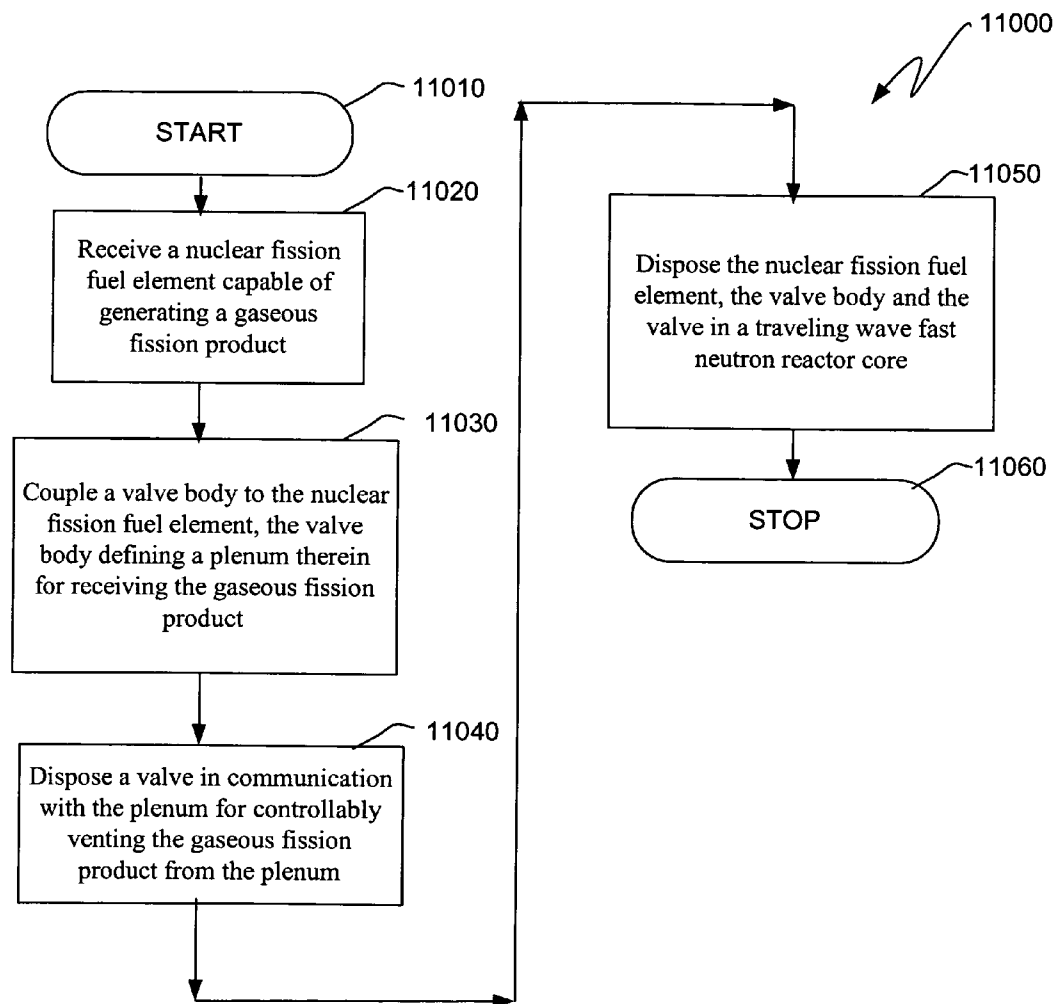 11000
11010
START
11020
Receive a nuclear fission
fuel element capable of
generating a gaseous
fission product
11030
Couple a valve body to the nuclear
fission fuel element, the valve
body defining a plenum therein
for receiving the gaseous fission
product
11040
Dispose a valve in communication
with the plenum for controllably
venting the gaseous fission
product from the plenum
11050
Dispose the nuclear fission fuel
element, the valve body and the
valve in a traveling wave fast
neutron reactor core
11060
STOP